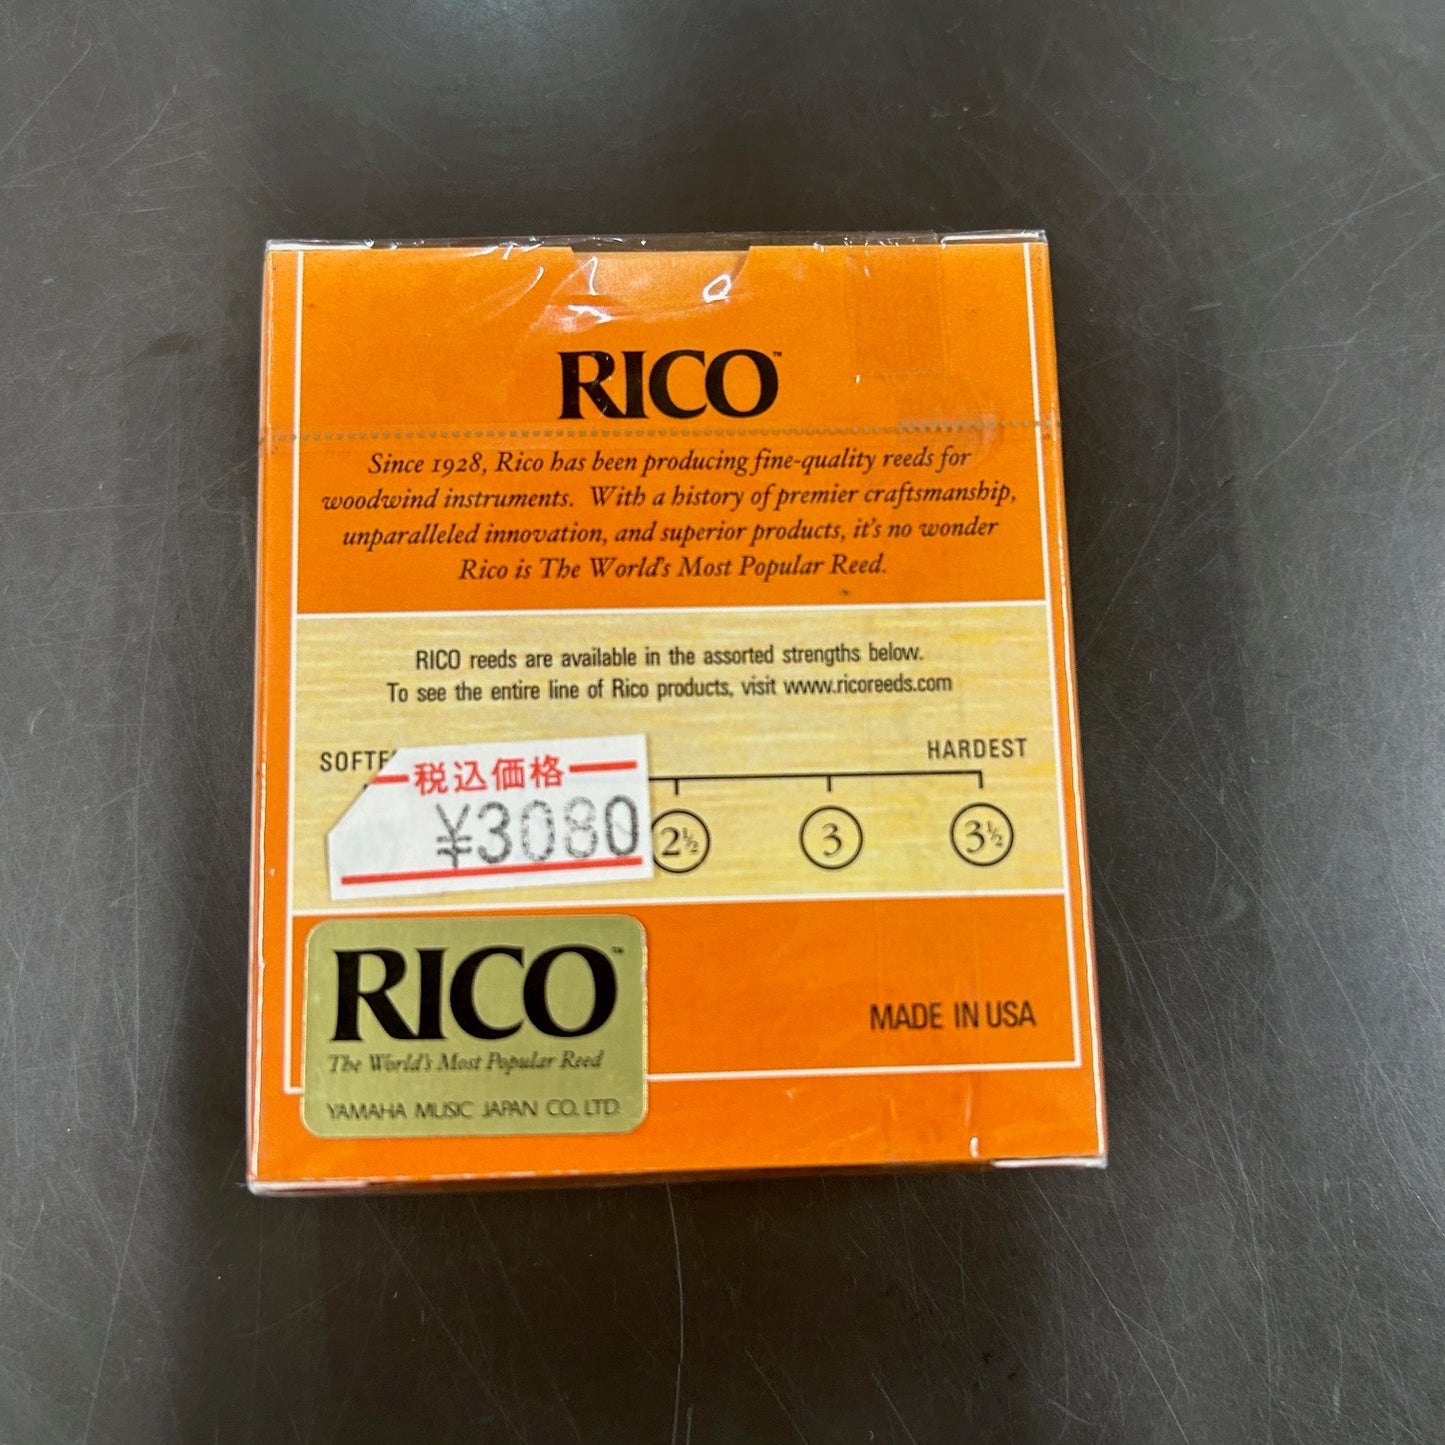 RICO™
Since 1928, Rico has been producing fine-quality reeds for
woodwind instruments. With a history of premier craftsmanship,
unparalleled innovation, and superior products, it's no wonder
Rico is The World's Most Popular Reed.
RICO reeds are available in the assorted strengths below.
To see the entire line of Rico products, visit www.ricoreeds.com
HARDEST
税込価格
¥3080
2½ 3 3½
RICO™
The World's Most Popular Reed
YAMAHA MUSIC JAPAN CO. LTD.
MADE IN USA